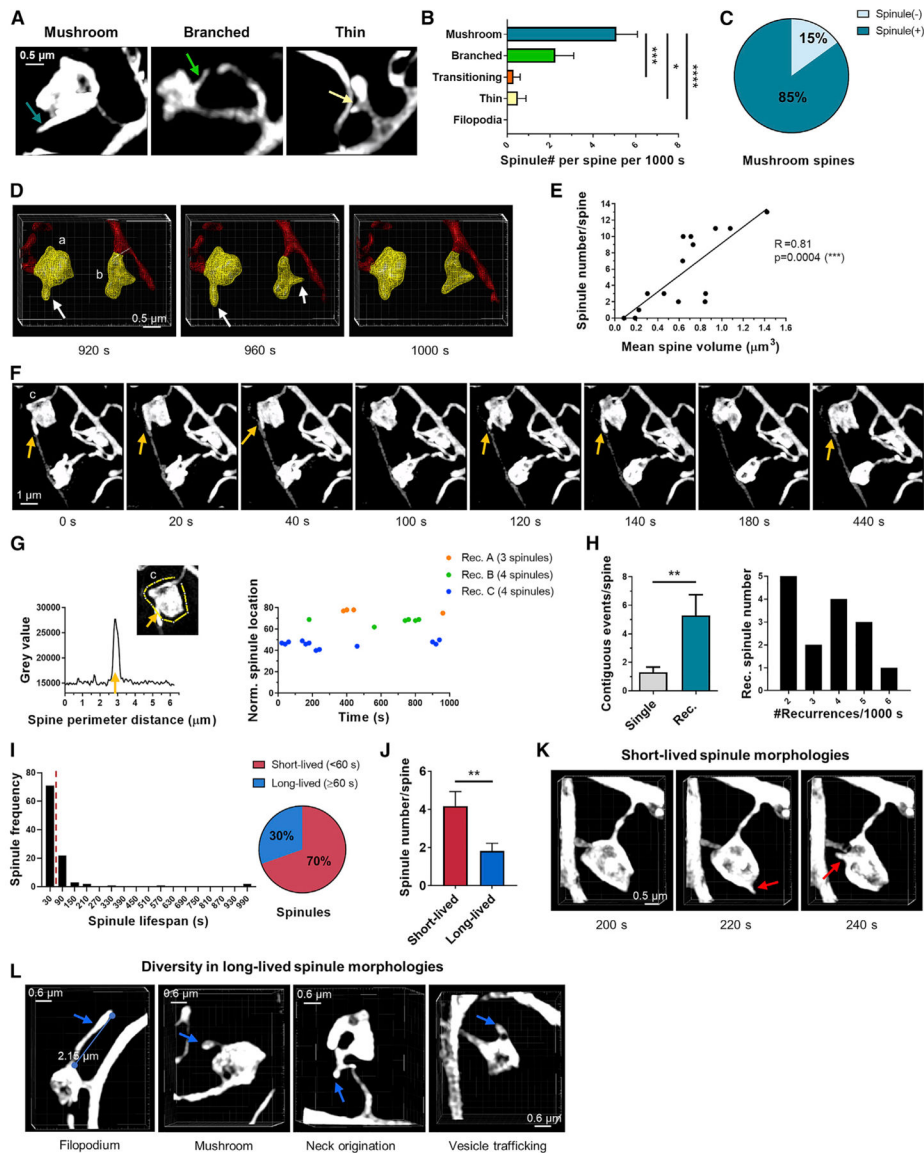 A
Mushroom
Branched
Thin
0.5 µm
B
Mushroom
Branched
Transitioning
Thin
Filopodia
***
*
****
0 2 4 6 8
Spinule# per spine per 1000 s
C
Spinule(-)
Spinule(+)
15%
85%
Mushroom spines
D
a
b
0.5 µm
920 s
960 s
1000 s
E
Spinule number/spine
14
12
10
8
6
4
2
0
0.0 0.2 0.4 0.6 0.8 1.0 1.2 1.4 1.6
Mean spine volume (µm³)
R =0.81
p=0.0004 (***)
F
c
1 µm
0 s
20 s
40 s
100 s
120 s
140 s
180 s
440 s
G
c
Grey value
30000
25000
20000
15000
0 1 2 3 4 5 6
Spine perimeter distance (µm)
Rec. A (3 spinules)
Rec. B (4 spinules)
Rec. C (4 spinules)
Norm. spinule location
100
80
60
40
20
0
0 200 400 600 800 1000
Time (s)
H
Contiguous events/spine
8
6
4
2
0
**
Single
Rec.
Rec. spinule number
5
4
3
2
1
0
2 3 4 5 6
#Recurrences/1000 s
I
Spinule frequency
80
60
40
20
0
30 90 150 210 270 330 390 450 510 570 630 690 750 810 870 930 990
Spinule lifespan (s)
Short-lived (<60 s)
Long-lived (≥60 s)
30%
70%
Spinules
J
Spinule number/spine
6
4
2
0
**
Short-lived
Long-lived
K
Short-lived spinule morphologies
0.5 µm
200 s
220 s
240 s
L
Diversity in long-lived spinule morphologies
0.6 µm
2.15 µm
0.6 µm
0.6 µm
0.6 µm
Filopodium
Mushroom
Neck origination
Vesicle trafficking